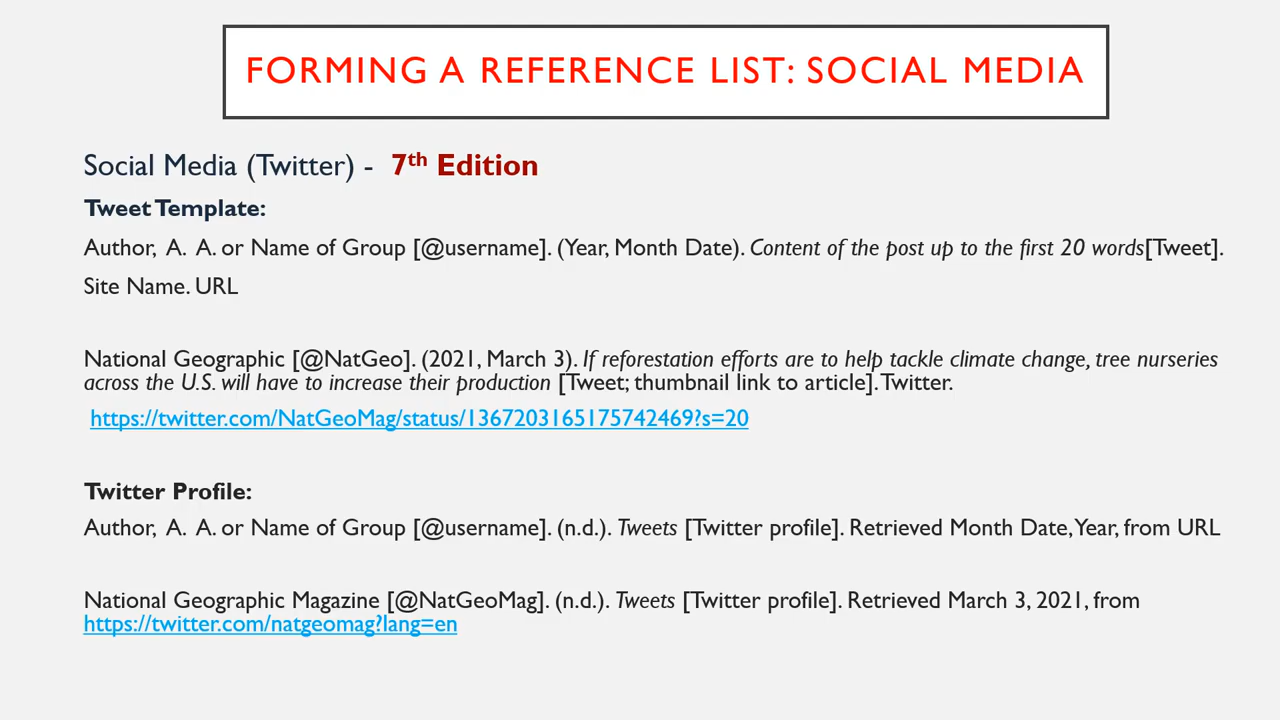 FORMING A REFERENCE LIST: SOCIAL MEDIA
Social Media (Twitter) - 7th Edition
Tweet Template:
Author, A. A. or Name of Group [@username]. (Year, Month Date). Content of the post up to the first 20 words[Tweet].
Site Name. URL
National Geographic [@NatGeo]. (2021, March 3). If reforestation efforts are to help tackle climate change, tree nurseries
across the U.S. will have to increase their production [Tweet; thumbnail link to article]. Twitter.
https://twitter.com/NatGeoMag/status/1367203165175742469?s=20
Twitter Profile:
Author, A. A. or Name of Group [@username]. (n.d.). Tweets [Twitter profile]. Retrieved Month Date, Year, from URL
National Geographic Magazine [@NatGeoMag]. (n.d.). Tweets [Twitter profile]. Retrieved March 3, 2021, from
https://twitter.com/natgeomag?lang=en